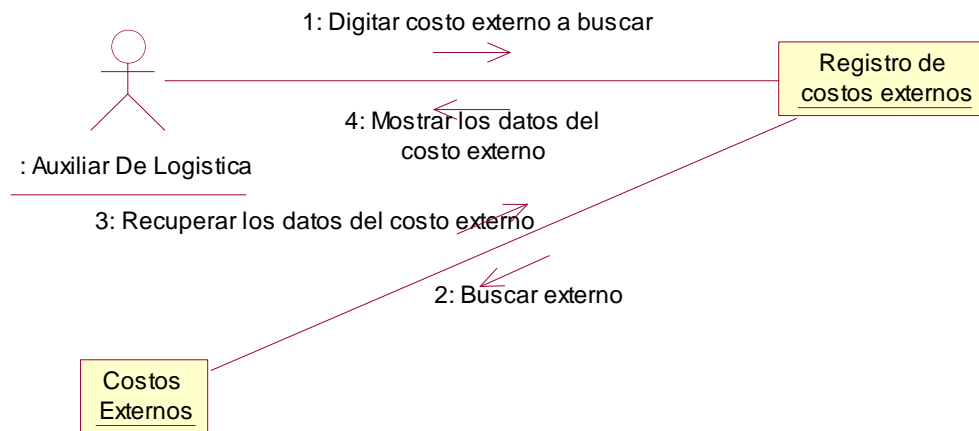 1: Digitar costo externo a buscar
Registro de
costos externos
4: Mostrar los datos del
costo externo
: Auxiliar De Logistica
3: Recuperar los datos del costo externo
2: Buscar externo
Costos
Externos